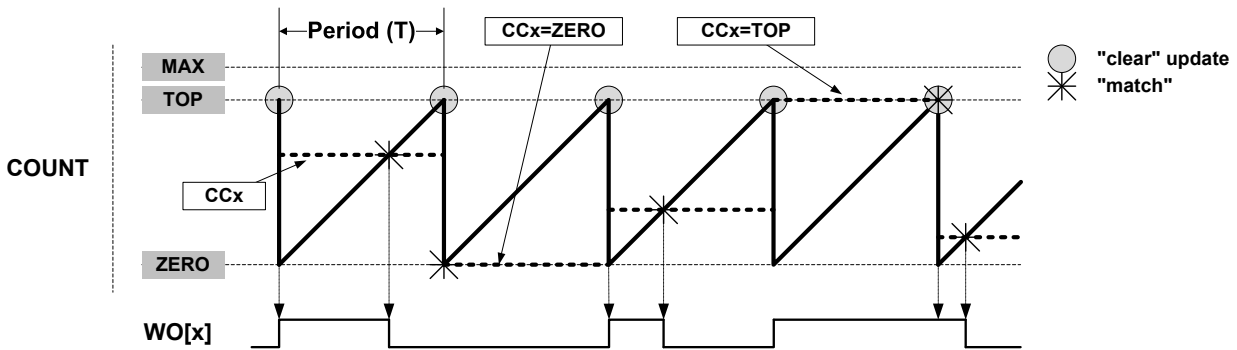 Period (T)
CCx=ZERO
CCx=TOP
"clear" update
"match"
MAX
TOP
COUNT
CCx
ZERO
WO[x]